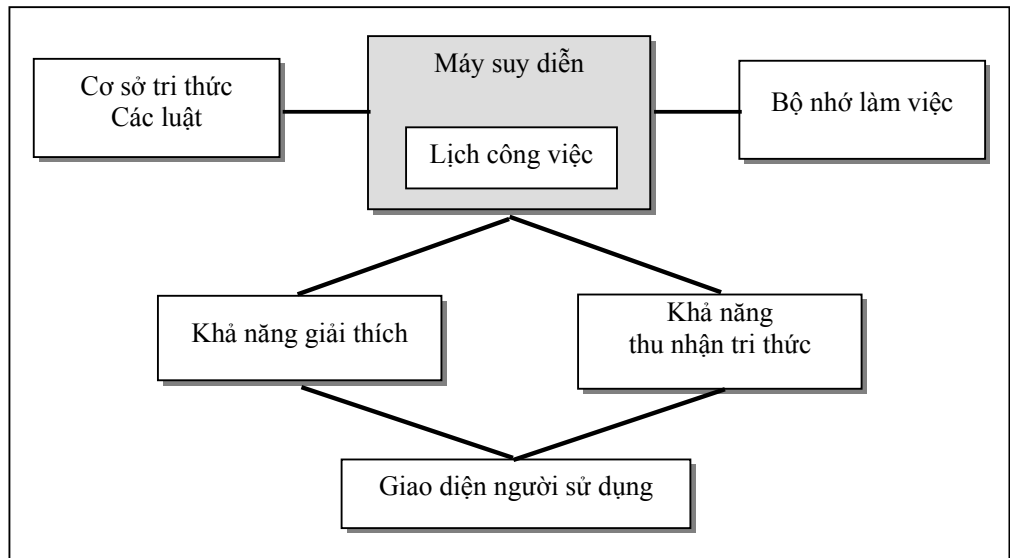 Cơ sở tri thức
Các luật
Máy suy diễn
Lịch công việc
Bộ nhớ làm việc
Khả năng giải thích
Khả năng
thu nhận tri thức
Giao diện người sử dụng